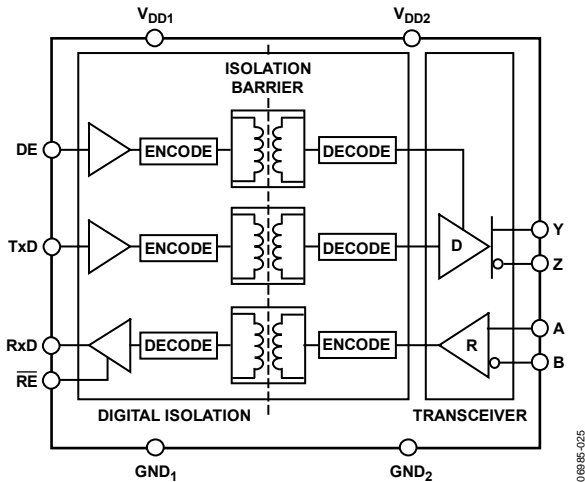 VDD1 VDD2
ISOLATION
BARRIER
DE ENCODE DECODE
Y
TxD ENCODE DECODE D
Z
A
RxD DECODE ENCODE R
B
RE
DIGITAL ISOLATION TRANSCEIVER
GND1 GND2
06985-025